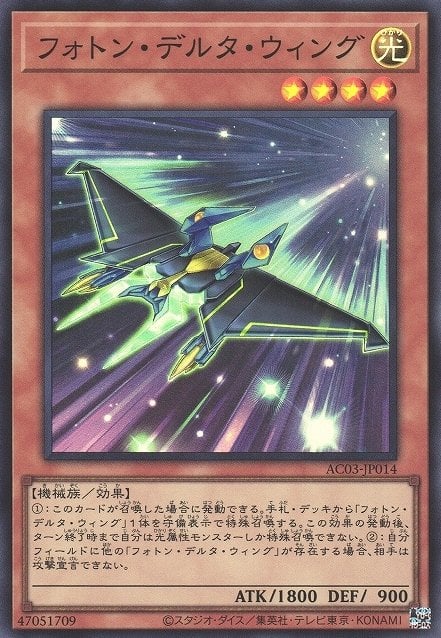 フォトン・デルタ・ウィング
光
AC03-JP014
【機械族/効果】
①:このカードが召喚した場合に発動できる。手札・デッキから「フォトン・
デルタ・ウィング」1体を守備表示で特殊召喚する。この効果の発動後、
ターン終了時まで自分は光属性モンスターしか特殊召喚できない。②:自分
フィールドに他の「フォトン・デルタ・ウィング」が存在する場合、相手は
攻撃宣言できない。
ATK/1800 DEF/ 900
47051709
©スタジオ・ダイス/集英社・テレビ東京・KONAMI